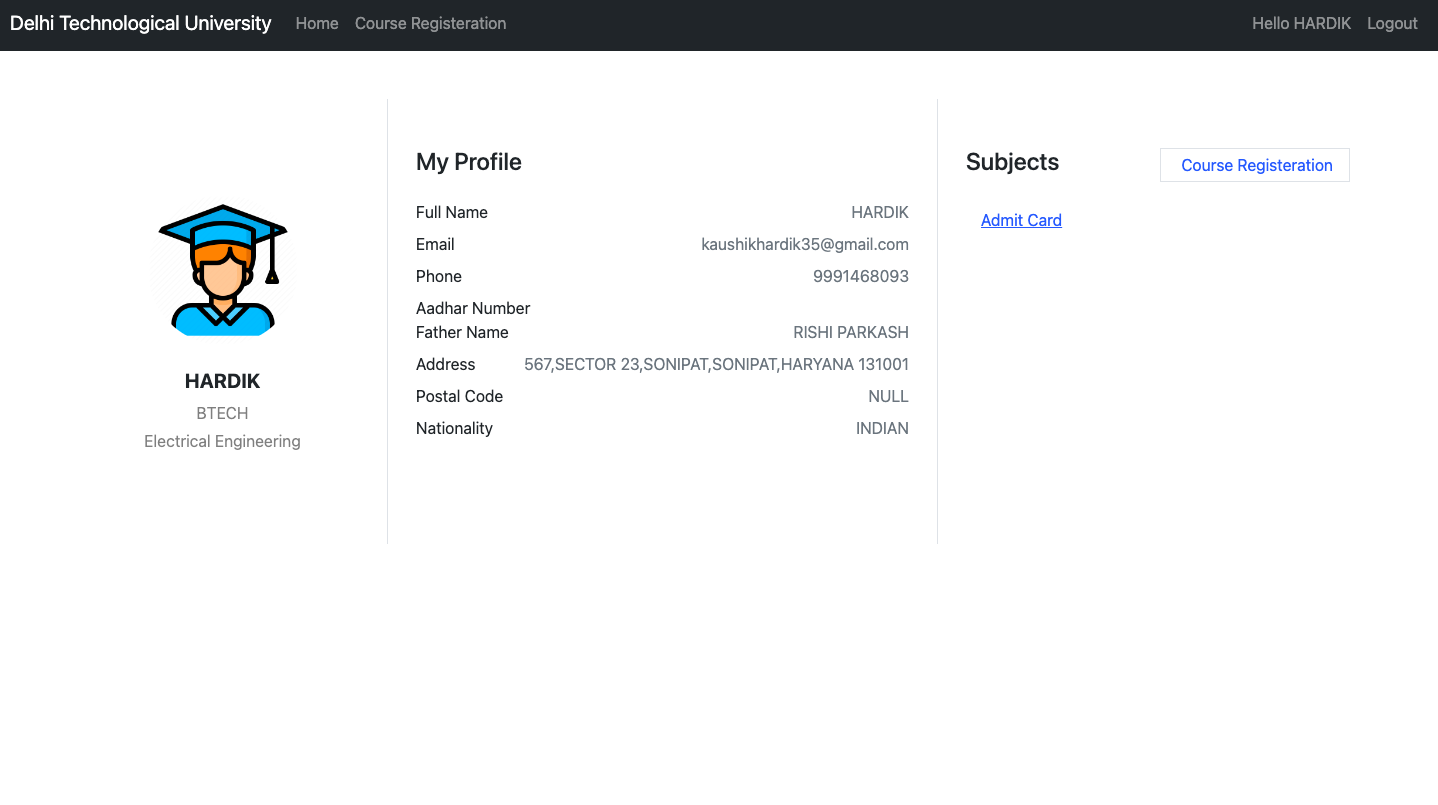 Delhi Technological University Home Course Registeration Hello HARDIK Logout
HARDIK
BTECH
Electrical Engineering
My Profile
Full Name HARDIK
Email kaushikhardik35@gmail.com
Phone 9991468093
Aadhar Number
Father Name RISHI PARKASH
Address 567,SECTOR 23,SONIPAT,SONIPAT,HARYANA 131001
Postal Code NULL
Nationality INDIAN
Subjects Course Registeration
Admit Card